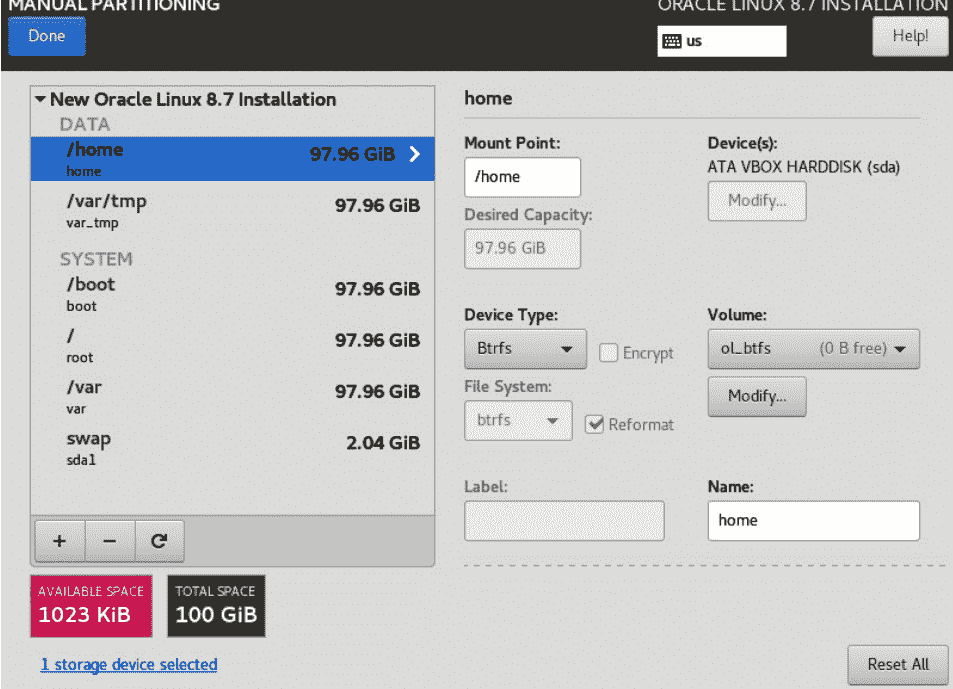 MANUAL PARTITIONING
ORACLE LINUX 8.7 INSTALLATION
Done
us
Help!
New Oracle Linux 8.7 Installation
DATA
/home 97.96 GiB
home
/var/tmp 97.96 GiB
var_tmp
SYSTEM
/boot 97.96 GiB
boot
/ 97.96 GiB
root
/var 97.96 GiB
var
swap 2.04 GiB
sda1
+ −
AVAILABLE SPACE
1023 KiB
TOTAL SPACE
100 GiB
1 storage device selected
home
Mount Point:
/home
Desired Capacity:
97.96 GiB
Device(s):
ATA VBOX HARDDISK (sda)
Modify...
Device Type:
Btrfs
Encrypt
File System:
btrfs
Reformat
Volume:
ol_btfs (0 B free)
Modify...
Label:
Name:
home
Reset All